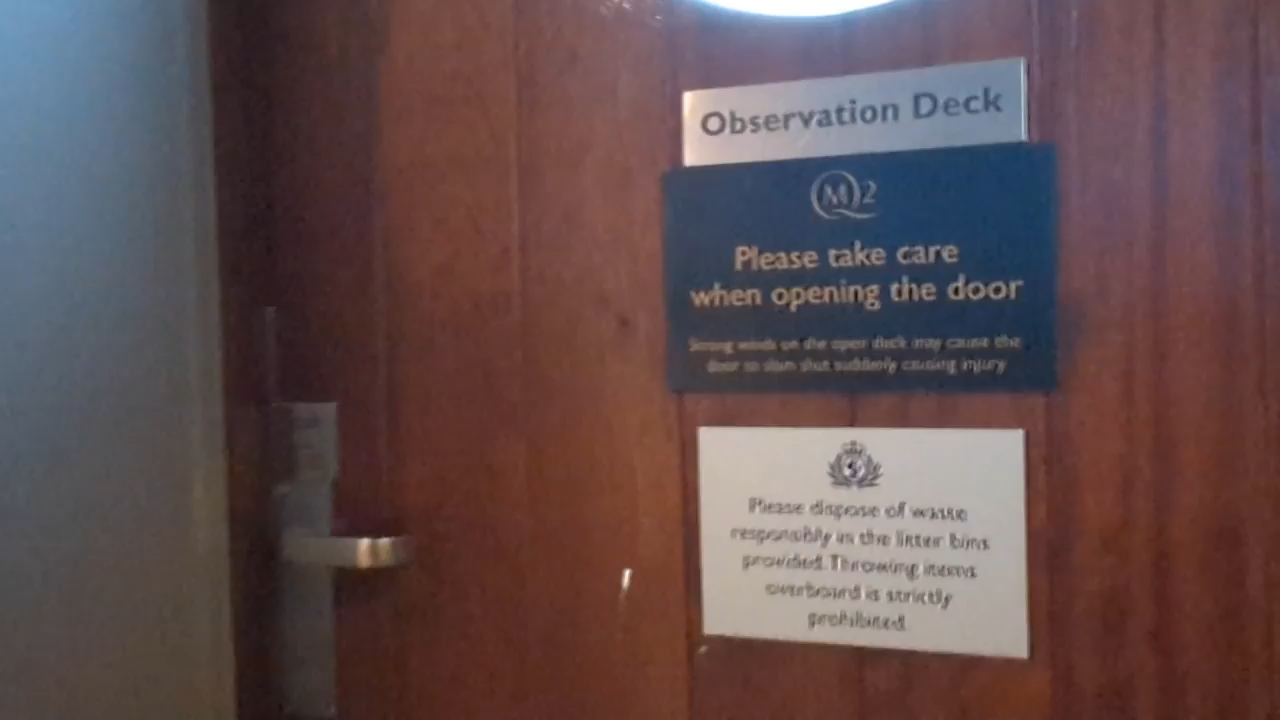 Observation Deck
QM2
Please take care
when opening the door
Strong winds on the open deck may cause the
door to slam shut suddenly causing injury
Please dispose of waste
responsibly in the litter bins
provided. Throwing items
overboard is strictly
prohibited.